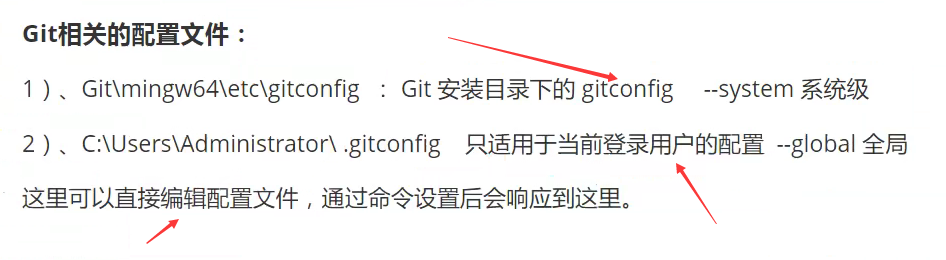 Git相关的配置文件：
1）、Git\mingw64\etc\gitconfig ：Git 安装目录下的 gitconfig --system 系统级
2）、C:\Users\Administrator\ .gitconfig 只适用于当前登录用户的配置 --global 全局
这里可以直接编辑配置文件，通过命令设置后会响应到这里。